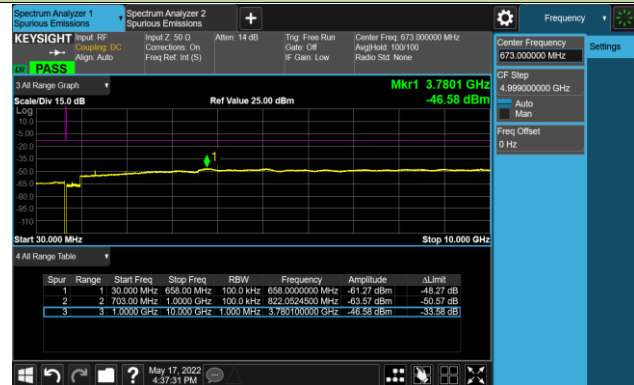 Spectrum Analyzer 1
Spurious Emissions
Spectrum Analyzer 2
Spurious Emissions
Frequency
KEYSIGHT
Input: RF
Coupling: DC
Align: Auto
Input Z: 50 Ω
Corrections: On
Freq Ref: Int (S)
Atten: 14 dB
Trig: Free Run
Gate: Off
IF Gain: Low
Center Freq: 673.000000 MHz
Avg|Hold: 100/100
Radio Std: None
PASS
Center Frequency
673.000000 MHz
Settings
CF Step
4.999000000 GHz
Auto
Man
Freq Offset
0 Hz
3 All Range Graph
Mkr1 3.7801 GHz
Scale/Div 15.0 dB
Ref Value 25.00 dBm
-46.58 dBm
Log
10.0
-5.00
-20.0
-35.0
-50.0
-65.0
-80.0
-95.0
-110
1
Start 30.000 MHz
Stop 10.000 GHz
4 All Range Table
Spur Range Start Freq Stop Freq RBW Frequency Amplitude ΔLimit
1 1 30.000 MHz 658.00 MHz 100.0 kHz 658.0000000 MHz -61.27 dBm -48.27 dB
2 2 703.00 MHz 1.0000 GHz 100.0 kHz 822.0524500 MHz -63.57 dBm -50.57 dB
3 3 1.0000 GHz 10.000 GHz 1.000 MHz 3.780100000 GHz -46.58 dBm -33.58 dB
May 17, 2022
4:37:31 PM